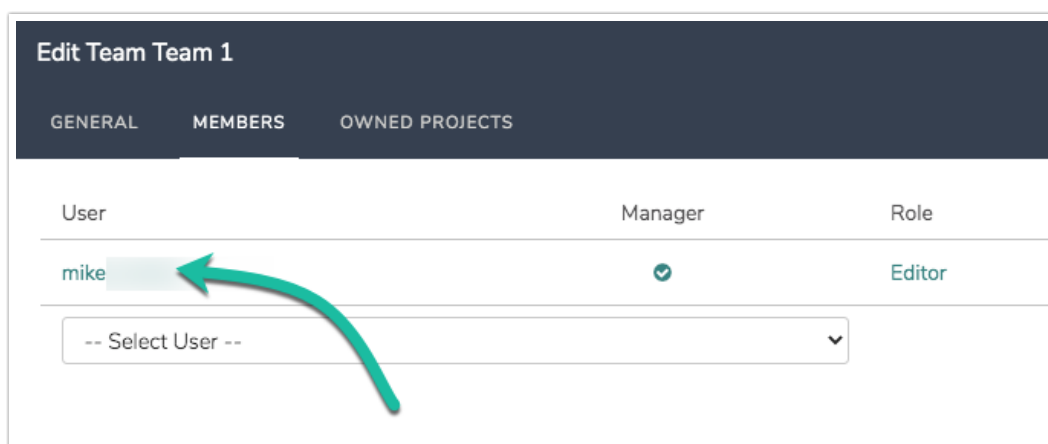 Edit Team Team 1
GENERAL MEMBERS OWNED PROJECTS
User Manager Role
mike Editor
-- Select User --